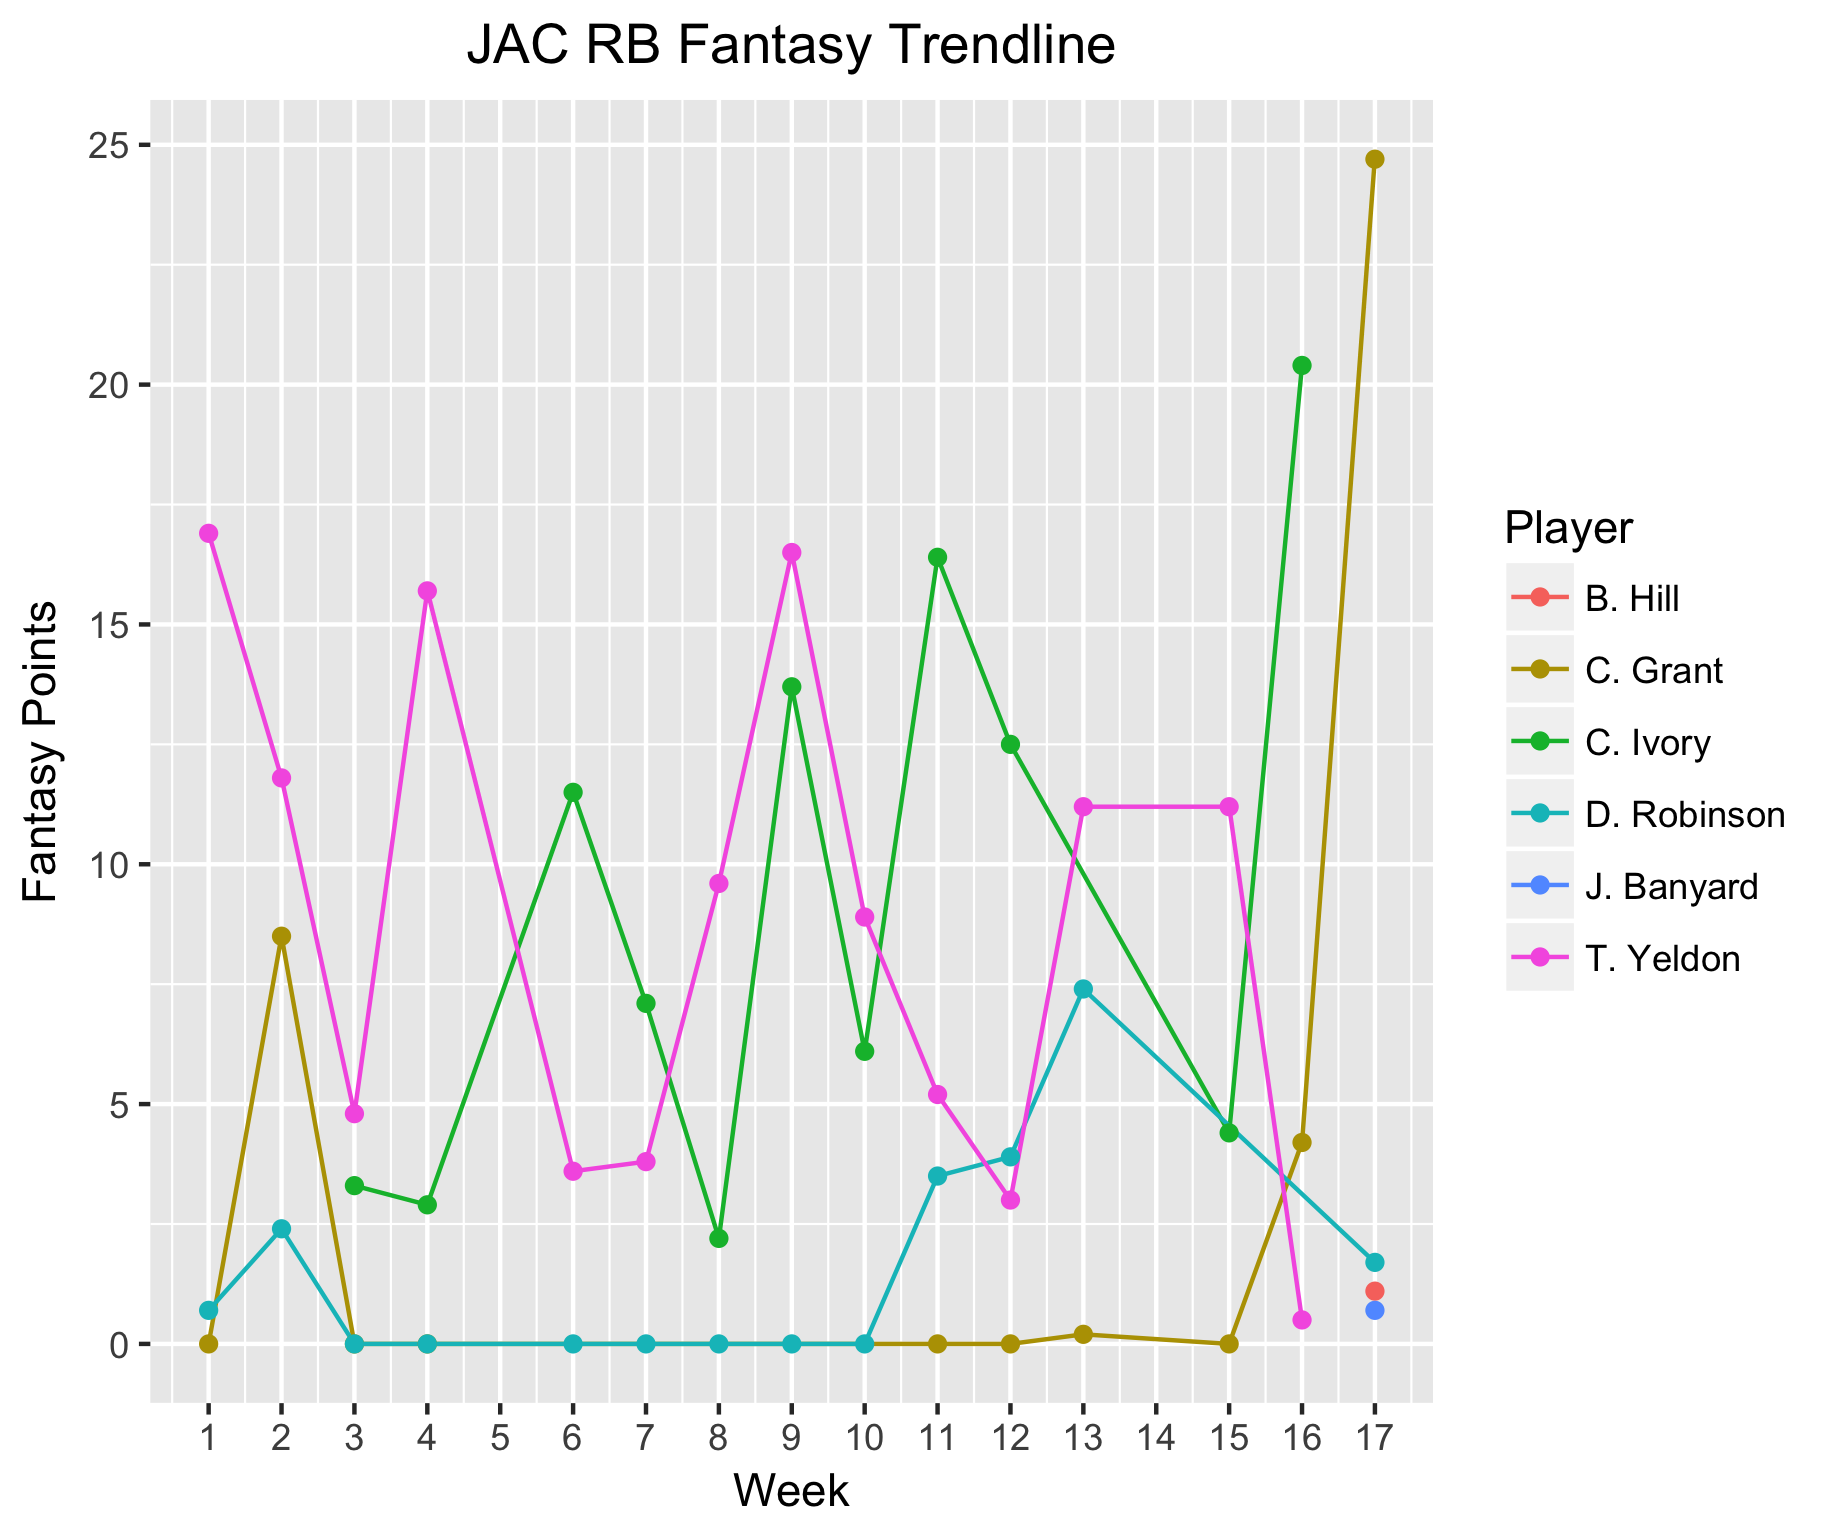 JAC RB Fantasy Trendline
Fantasy Points
25
20
15
10
5
0
1 2 3 4 5 6 7 8 9 10 11 12 13 14 15 16 17
Week
Player
B. Hill
C. Grant
C. Ivory
D. Robinson
J. Banyard
T. Yeldon